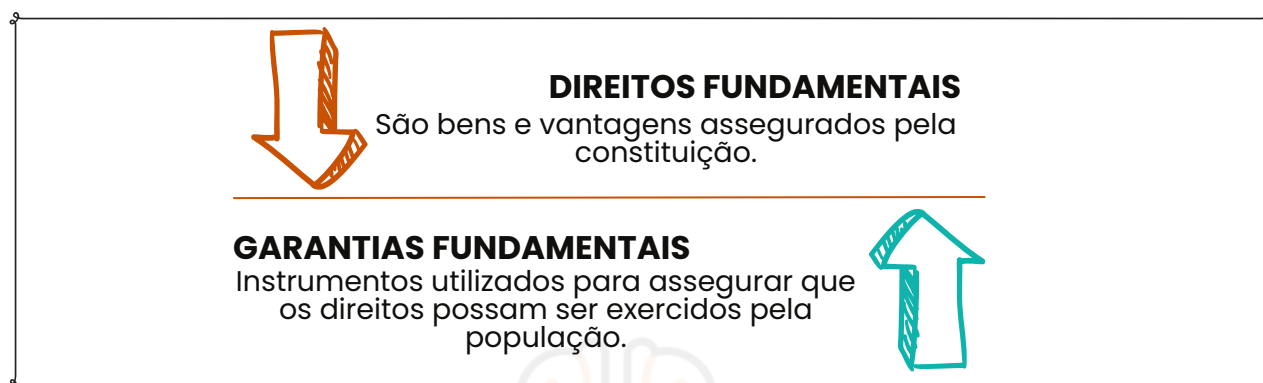 DIREITOS FUNDAMENTAIS
São bens e vantagens assegurados pela
constituição.
GARANTIAS FUNDAMENTAIS
Instrumentos utilizados para assegurar que
os direitos possam ser exercidos pela
população.